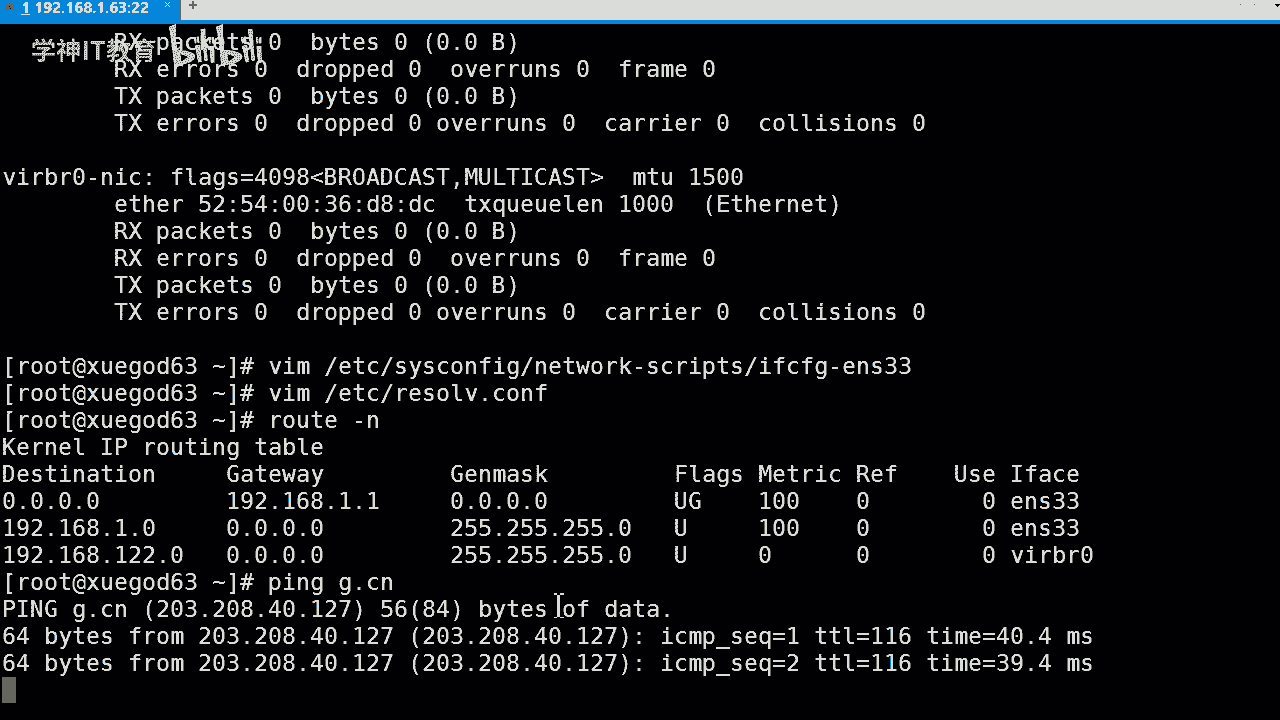 1 192.168.1.63:22 × +
学神IT教育 bilibili
RX packets 0 bytes 0 (0.0 B)
RX errors 0 dropped 0 overruns 0 frame 0
TX packets 0 bytes 0 (0.0 B)
TX errors 0 dropped 0 overruns 0 carrier 0 collisions 0
virbr0-nic: flags=4098<BROADCAST,MULTICAST> mtu 1500
ether 52:54:00:36:d8:dc txqueuelen 1000 (Ethernet)
RX packets 0 bytes 0 (0.0 B)
RX errors 0 dropped 0 overruns 0 frame 0
TX packets 0 bytes 0 (0.0 B)
TX errors 0 dropped 0 overruns 0 carrier 0 collisions 0
[root@xuegod63 ~]# vim /etc/sysconfig/network-scripts/ifcfg-ens33
[root@xuegod63 ~]# vim /etc/resolv.conf
[root@xuegod63 ~]# route -n
Kernel IP routing table
Destination Gateway Genmask Flags Metric Ref Use Iface
0.0.0.0 192.168.1.1 0.0.0.0 UG 100 0 0 ens33
192.168.1.0 0.0.0.0 255.255.255.0 U 100 0 0 ens33
192.168.122.0 0.0.0.0 255.255.255.0 U 0 0 0 virbr0
[root@xuegod63 ~]# ping g.cn
PING g.cn (203.208.40.127) 56(84) bytes of data.
64 bytes from 203.208.40.127 (203.208.40.127): icmp_seq=1 ttl=116 time=40.4 ms
64 bytes from 203.208.40.127 (203.208.40.127): icmp_seq=2 ttl=116 time=39.4 ms